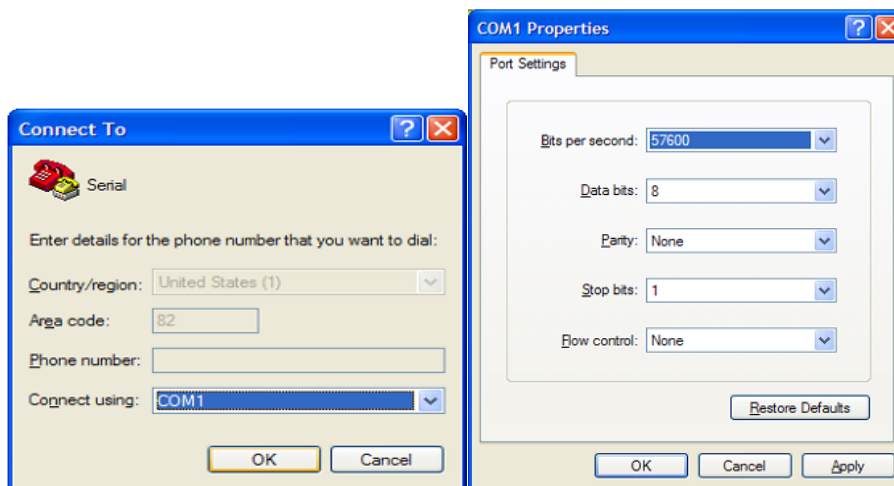 Connect To
Serial
Enter details for the phone number that you want to dial:
Country/region: United States (1)
Area code: 82
Phone number:
Connect using: COM1
OK Cancel
COM1 Properties
Port Settings
Bits per second: 57600
Data bits: 8
Parity: None
Stop bits: 1
Flow control: None
Restore Defaults
OK Cancel Apply